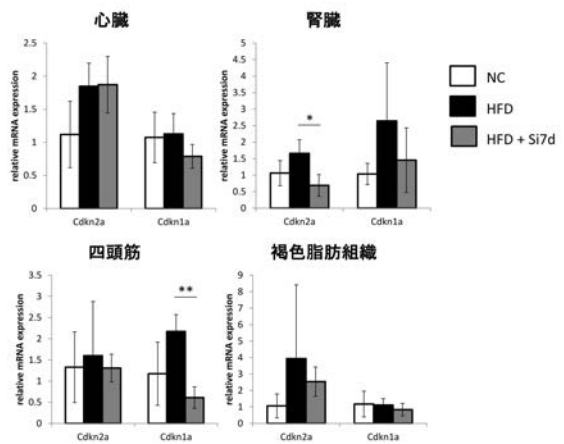 心臓
relative mRNA expression
2.5
2
1.5
1
0.5
0
Cdkn2a
Cdkn1a
腎臓
relative mRNA expression
5
4.5
4
3.5
3
2.5
2
1.5
1
0.5
0
*
Cdkn2a
Cdkn1a
NC
HFD
HFD + Si7d
四頭筋
relative mRNA expression
3.5
3
2.5
2
1.5
1
0.5
0
**
Cdkn2a
Cdkn1a
褐色脂肪組織
relative mRNA expression
9
8
7
6
5
4
3
2
1
0
Cdkn2a
Cdkn1a